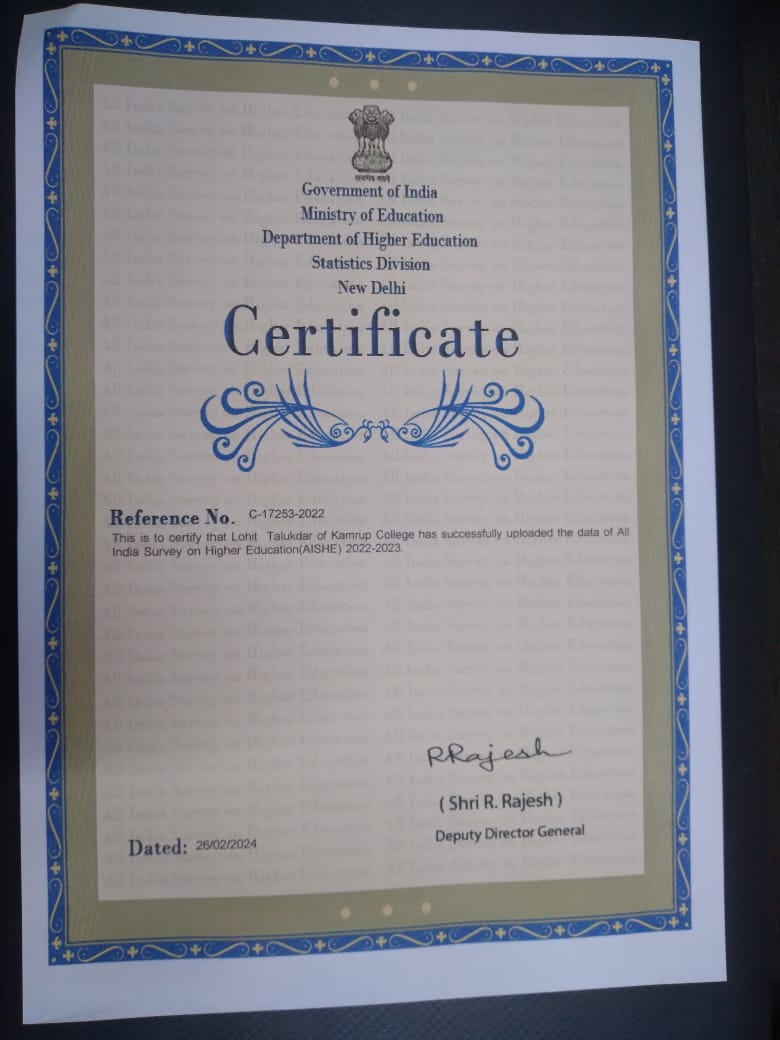 सत्यमेव जयते
Government of India
Ministry of Education
Department of Higher Education
Statistics Division
New Delhi
Certificate
Reference No. C-17253-2022
This is to certify that Lohit Talukdar of Kamrup College has successfully uploaded the data of All
India Survey on Higher Education(AISHE) 2022-2023.
RRajesh
( Shri R. Rajesh )
Deputy Director General
Dated: 26/02/2024